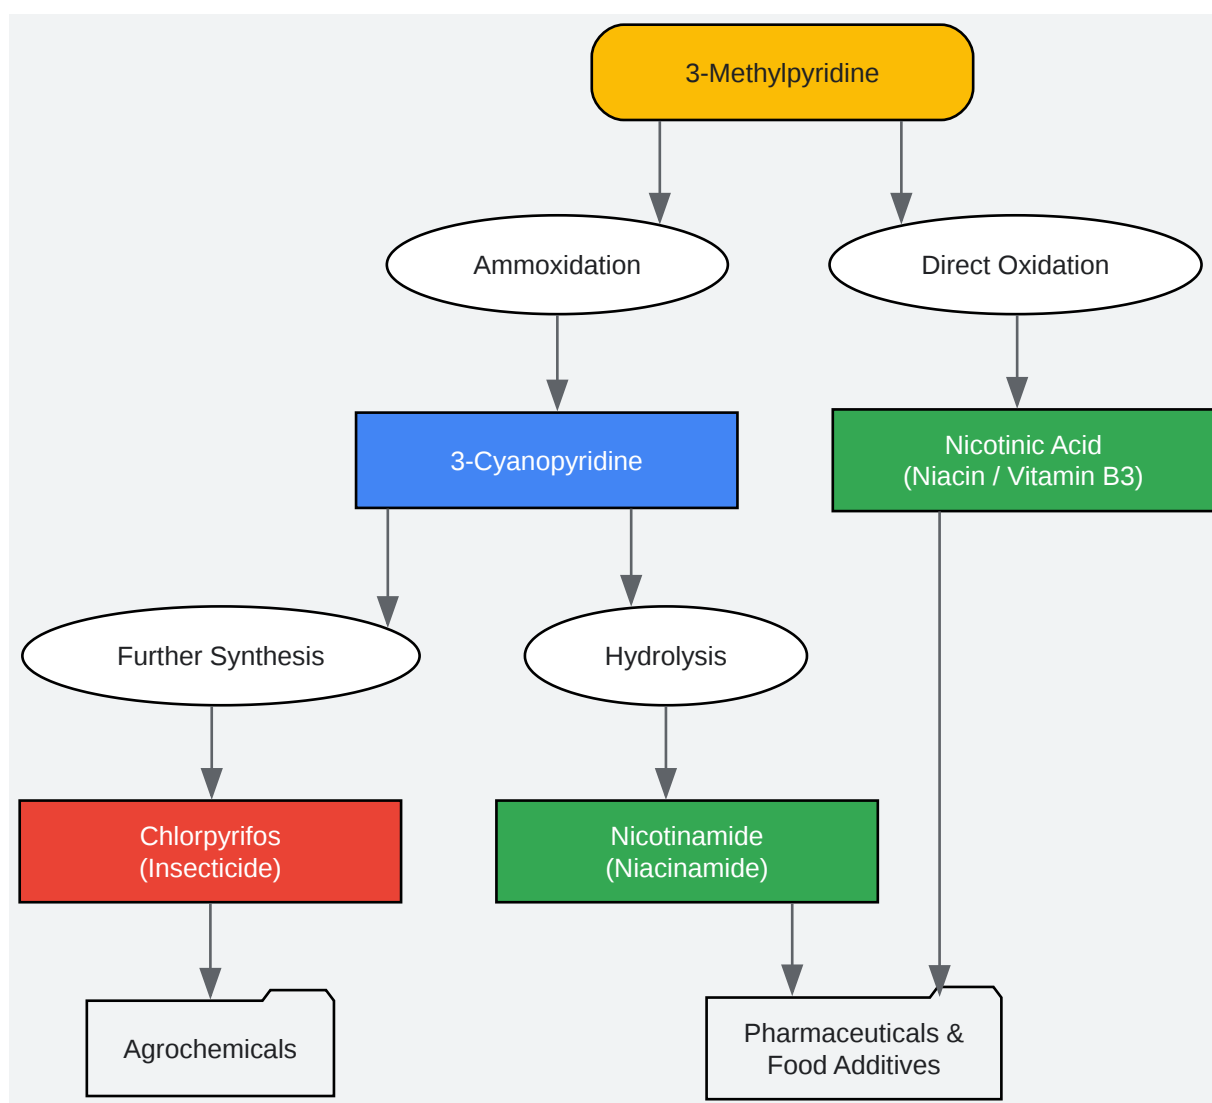 3-Methylpyridine
Ammoxidation
Direct Oxidation
3-Cyanopyridine
Nicotinic Acid
(Niacin / Vitamin B3)
Further Synthesis
Hydrolysis
Chlorpyrifos
(Insecticide)
Nicotinamide
(Niacinamide)
Agrochemicals
Pharmaceuticals &
Food Additives